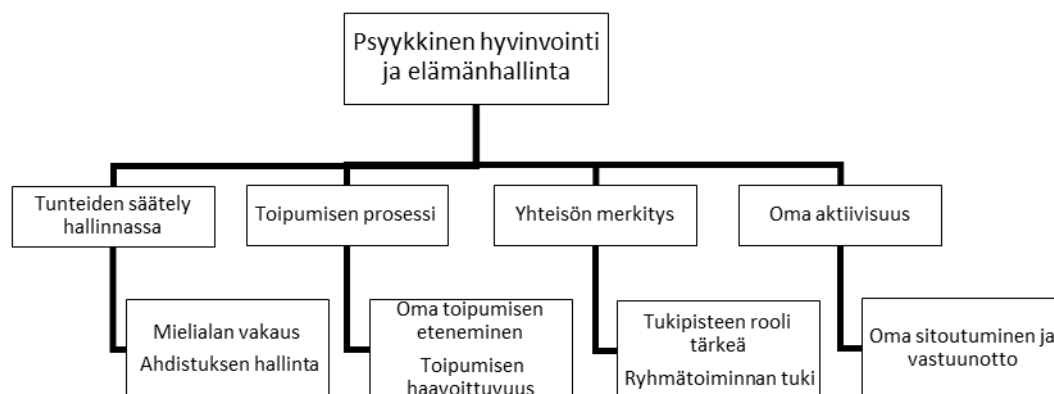 Psyykkinen hyvinvointi
ja elämänhallinta
Tunteiden säätely
hallinnassa
Toipumisen prosessi
Yhteisön merkitys
Oma aktiivisuus
Mielialan vakaus
Ahdistuksen hallinta
Oma toipumisen
eteneminen
Toipumisen
haavoittuvuus
Tukipisteen rooli
tärkeä
Ryhmätoiminnan tuki
Oma sitoutuminen ja
vastuunotto